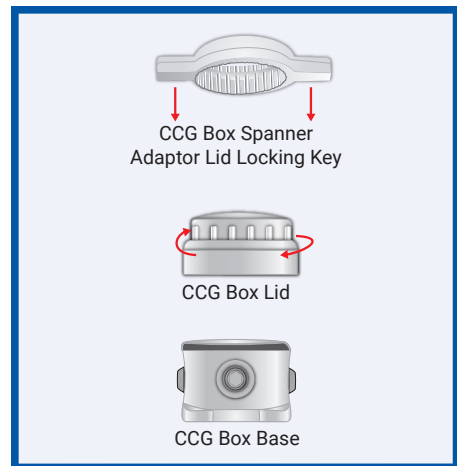 CCG Box Spanner
Adaptor Lid Locking Key
CCG Box Lid
CCG Box Base